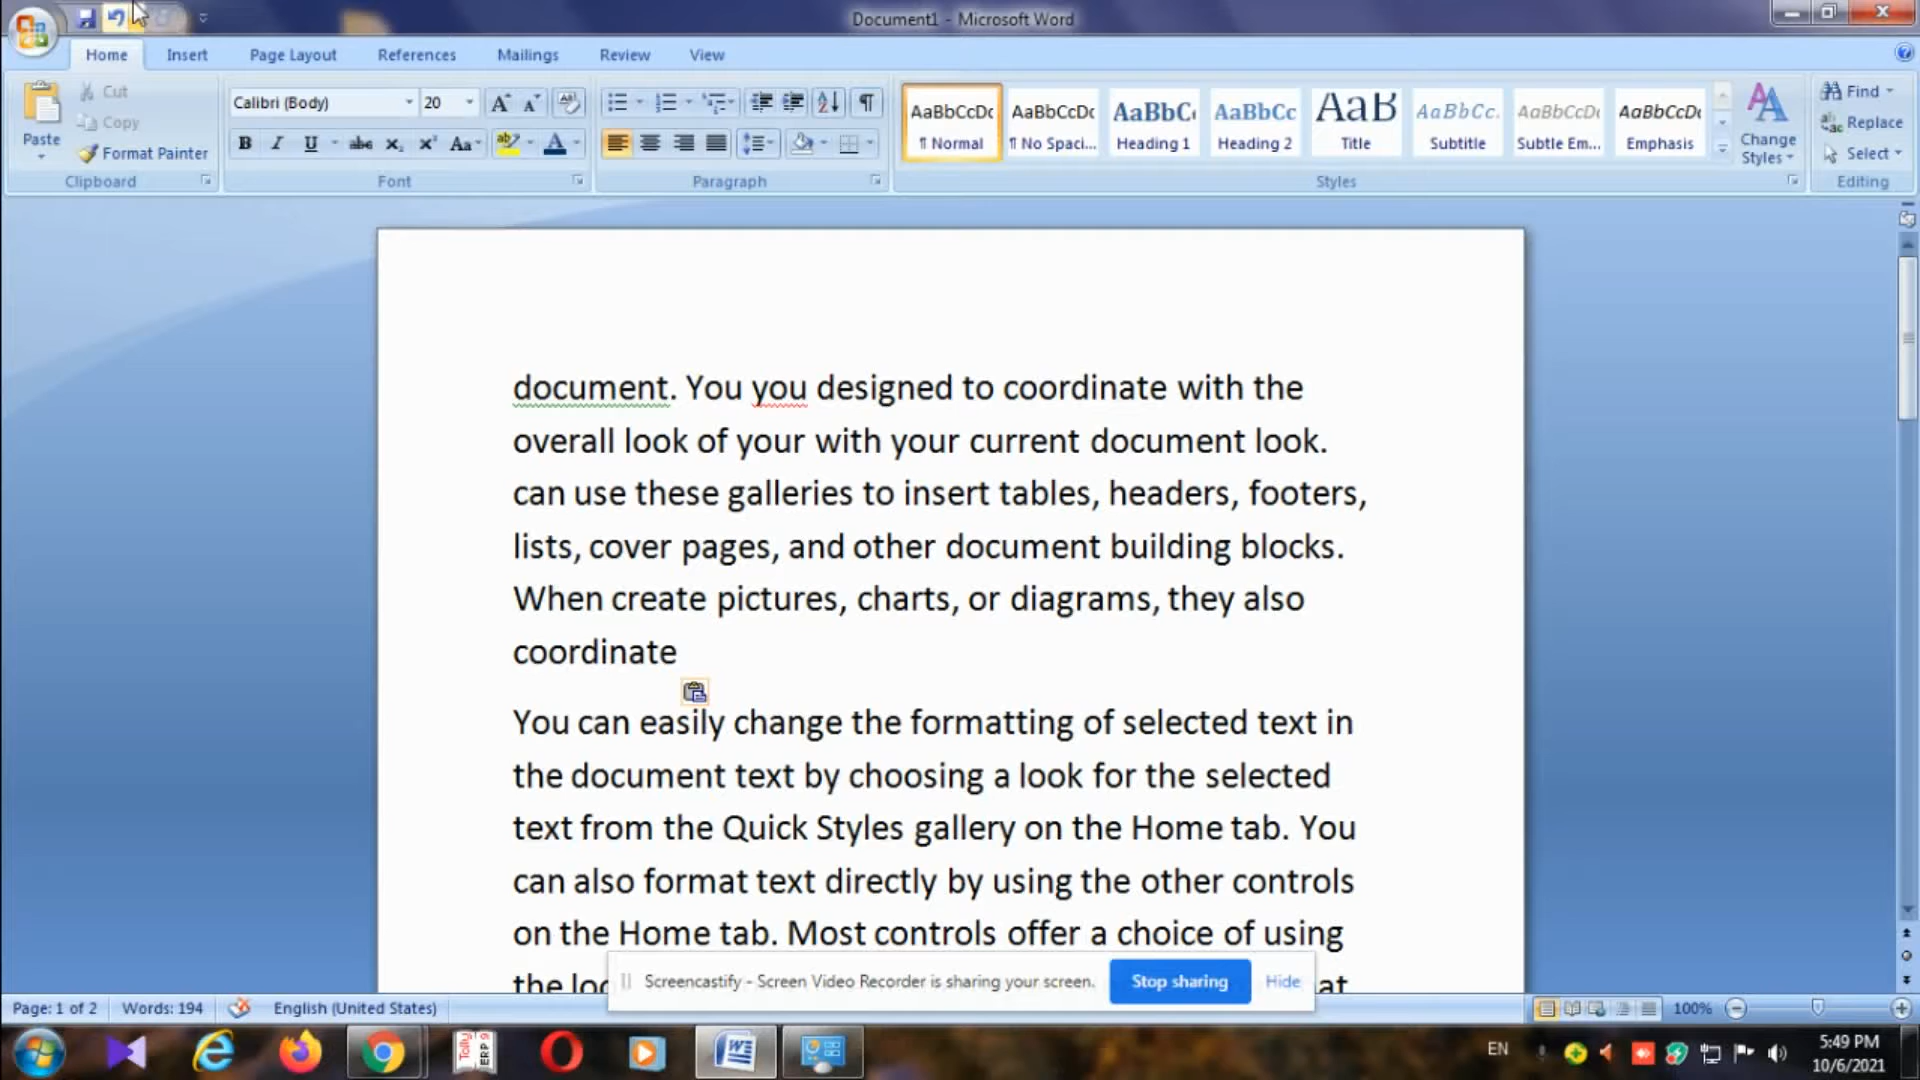 Document1 - Microsoft Word
Home Insert Page Layout References Mailings Review View
Paste
Cut
Copy
Format Painter
Clipboard
Calibri (Body) 20
Font
Paragraph
AaBbCcDc AaBbCcDc AaBbC AaBbCc AaB AaBbCc. AaBbCcDc AaBbCcDc
¶ Normal ¶ No Spaci... Heading 1 Heading 2 Title Subtitle Subtle Em... Emphasis
Styles
Change Styles
Find
Replace
Select
Editing
document. You you designed to coordinate with the
overall look of your with your current document look.
can use these galleries to insert tables, headers, footers,
lists, cover pages, and other document building blocks.
When create pictures, charts, or diagrams, they also
coordinate
You can easily change the formatting of selected text in
the document text by choosing a look for the selected
text from the Quick Styles gallery on the Home tab. You
can also format text directly by using the other controls
on the Home tab. Most controls offer a choice of using
Screencastify - Screen Video Recorder is sharing your screen. Stop sharing Hide
Page: 1 of 2 Words: 194 English (United States) 100%
Tally ERP 9
EN
5:49 PM
10/6/2021